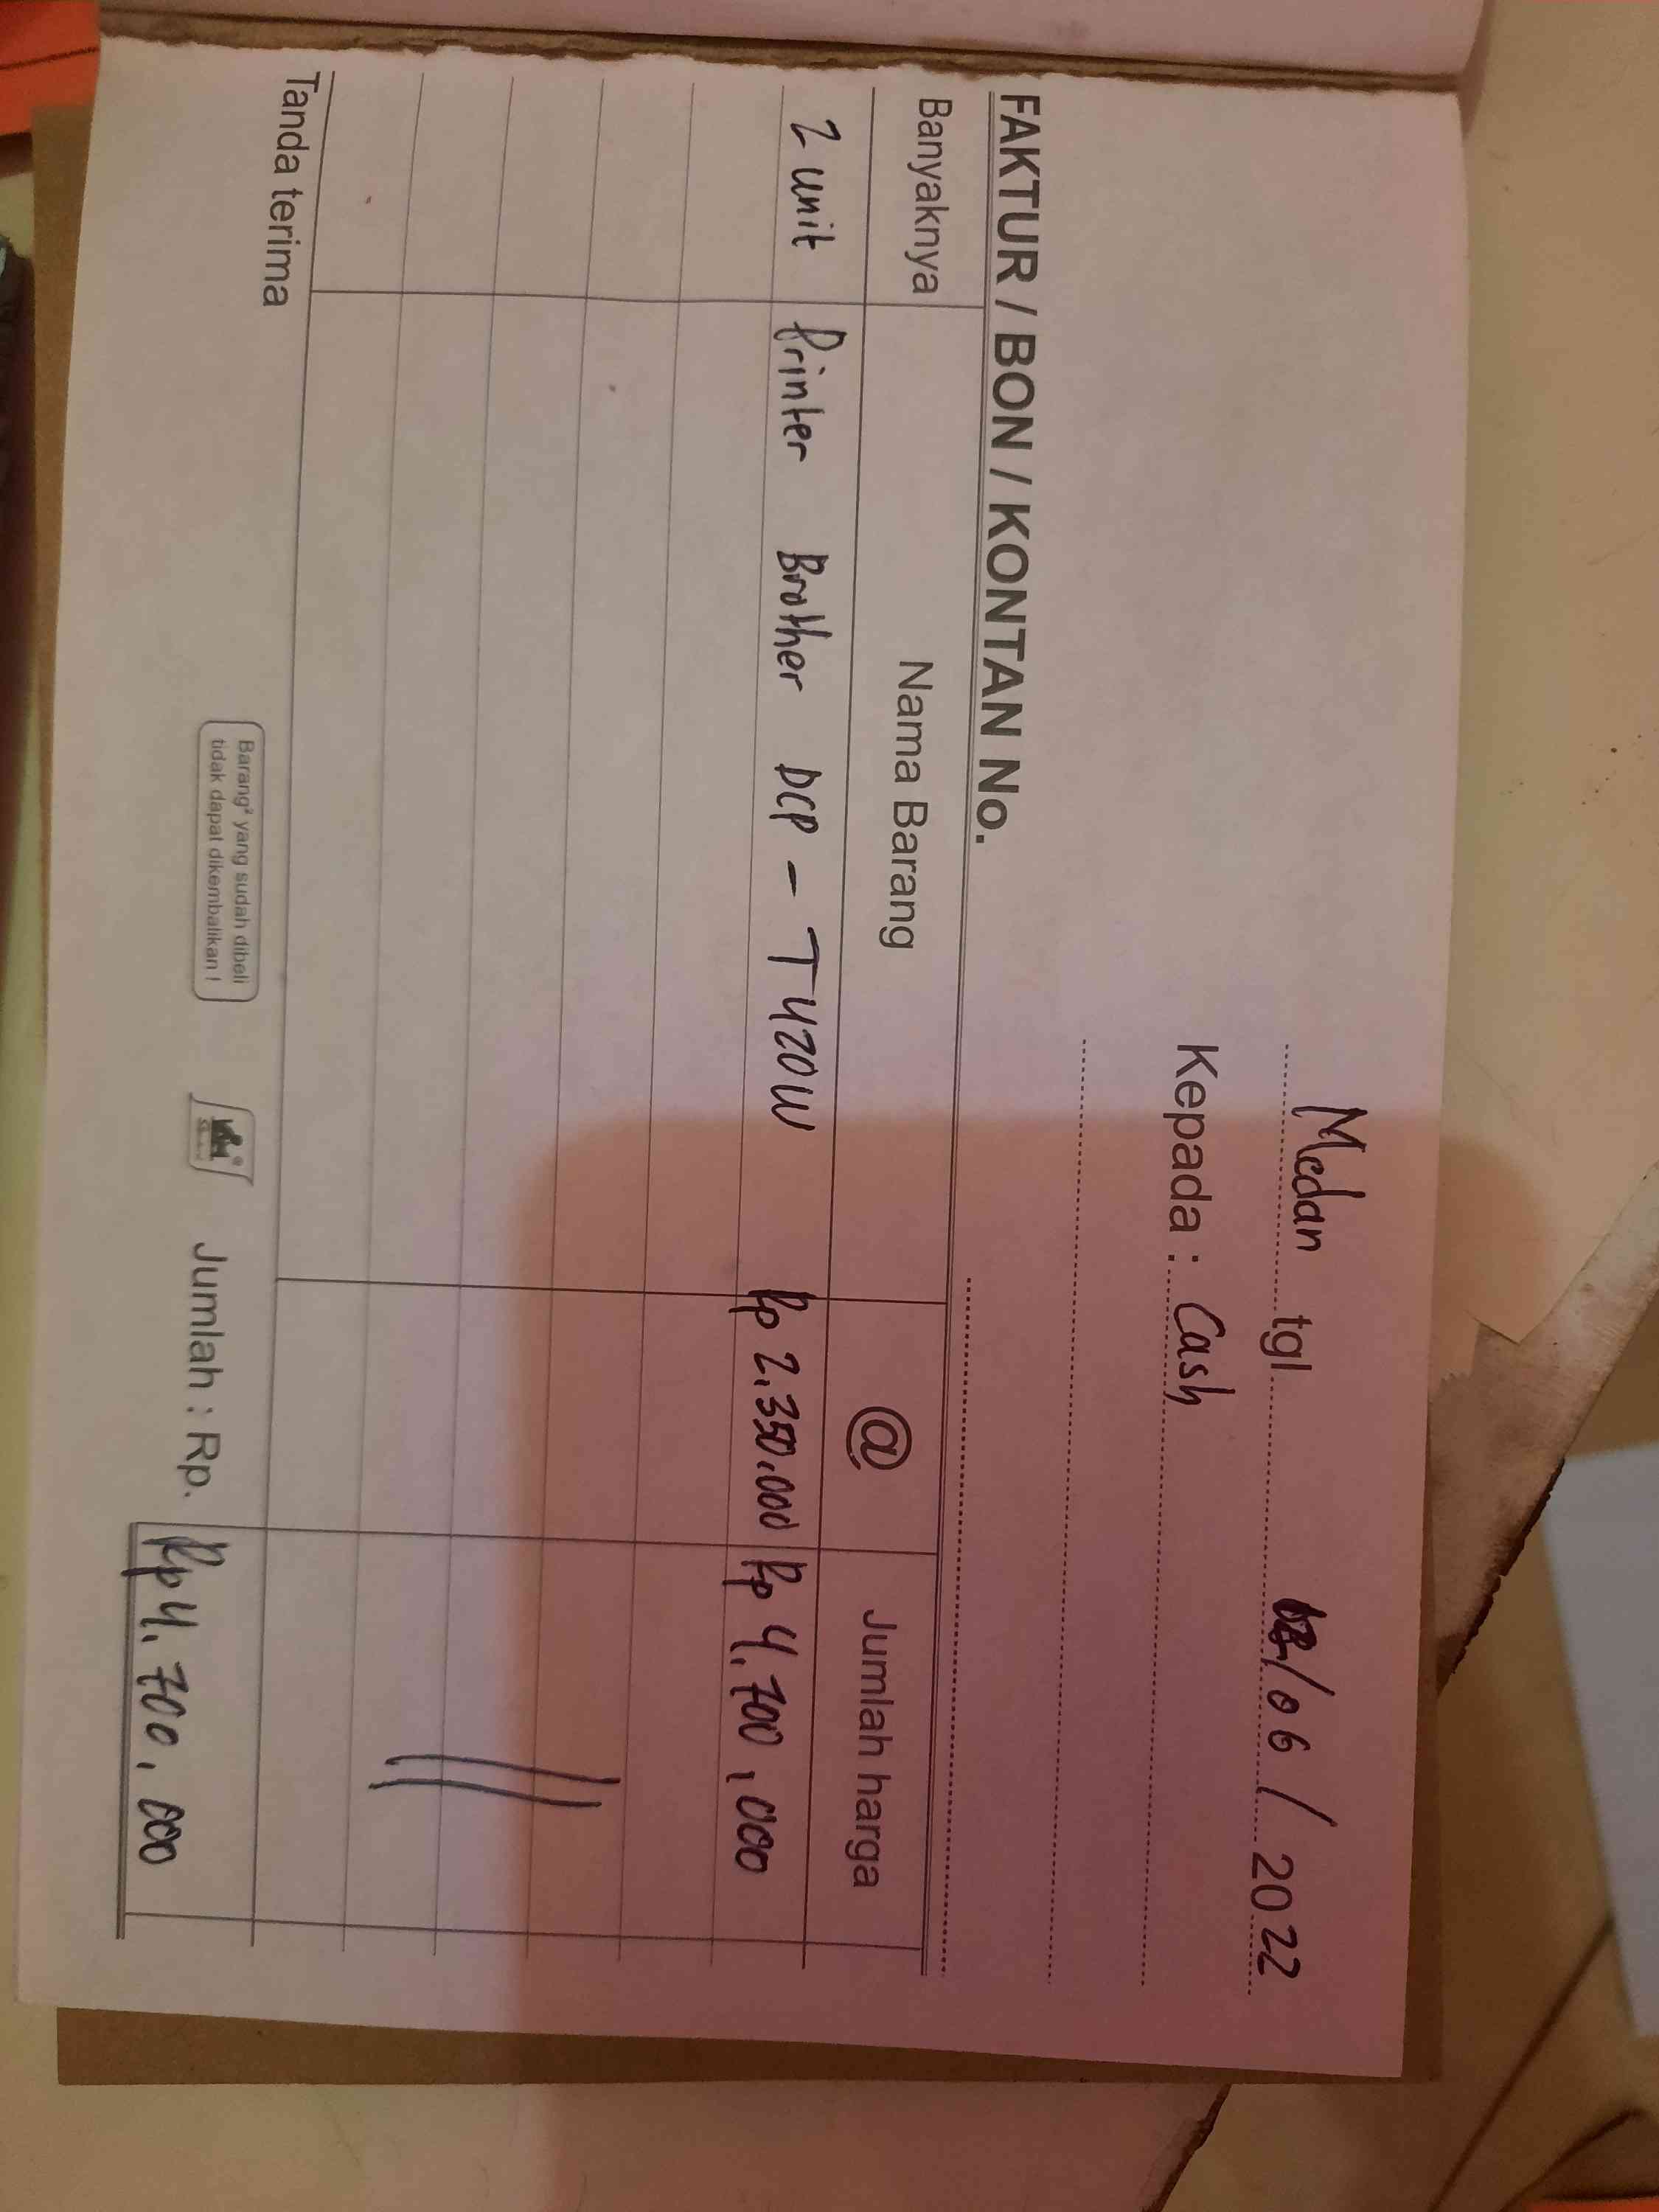 Medan tgl /06/2022
Kepada : Cash
FAKTUR / BON / KONTAN No.
Banyaknya Nama Barang @ Jumlah harga
2 unit Printer Brother DCP - T420W Rp 2.350.000 Rp 4.700.000
Tanda terima
Barang² yang sudah dibeli
tidak dapat dikembalikan !
Jumlah : Rp. Rp 4.700.000